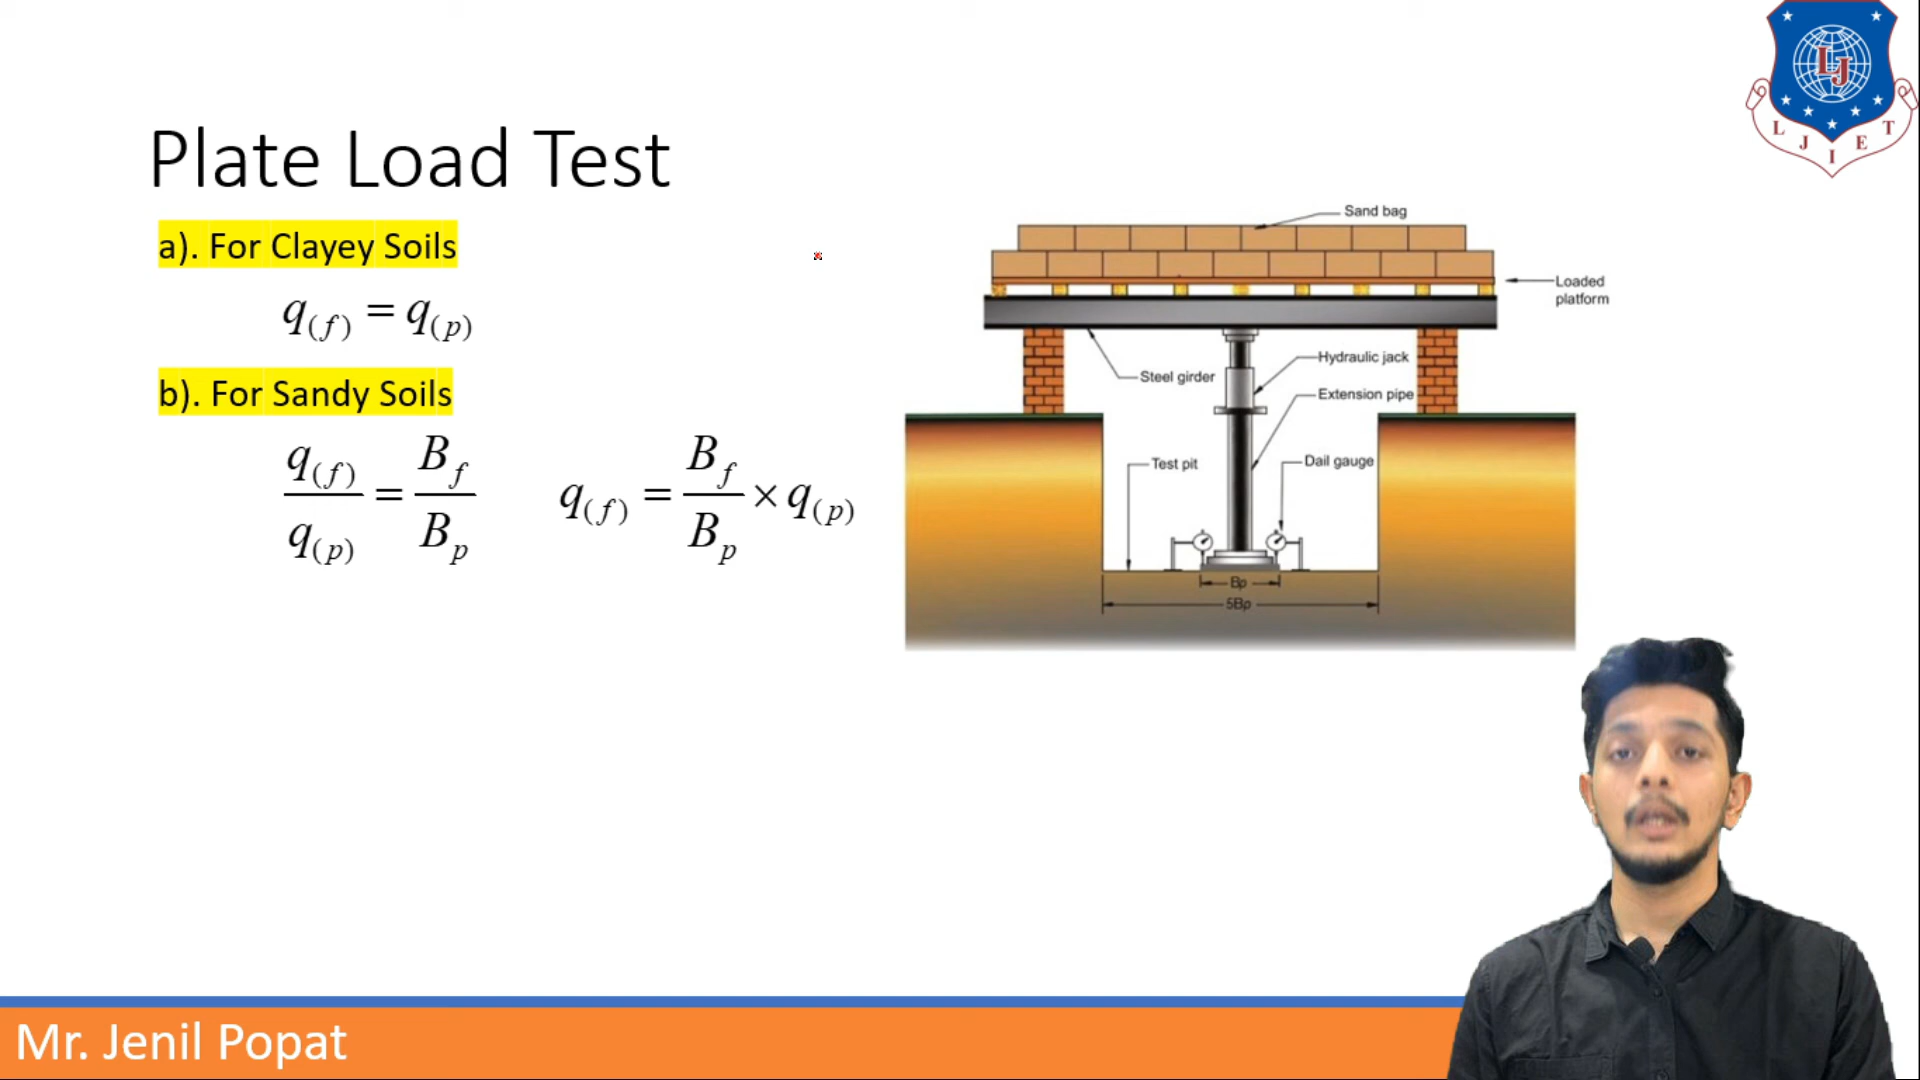 LJ
L J I E T
Plate Load Test
a). For Clayey Soils
q(f) = q(p)
b). For Sandy Soils
q(f) / q(p) = Bf / Bp
q(f) = Bf / Bp × q(p)
Sand bag
Loaded
platform
Steel girder
Hydraulic jack
Extension pipe
Test pit
Dail gauge
Bp
5Bp
Mr. Jenil Popat